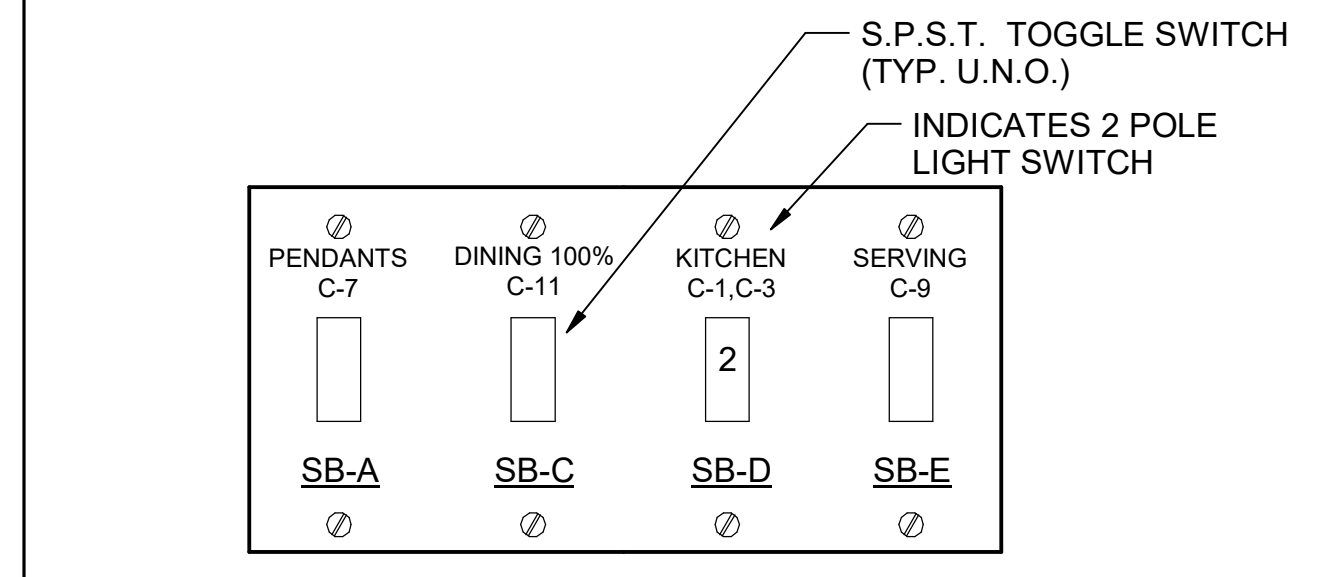 S.P.S.T. TOGGLE SWITCH
(TYP. U.N.O.)
INDICATES 2 POLE
LIGHT SWITCH
PENDANTS
C-7
DINING 100%
C-11
KITCHEN
C-1,C-3
SERVING
C-9
2
SB-A
SB-C
SB-D
SB-E